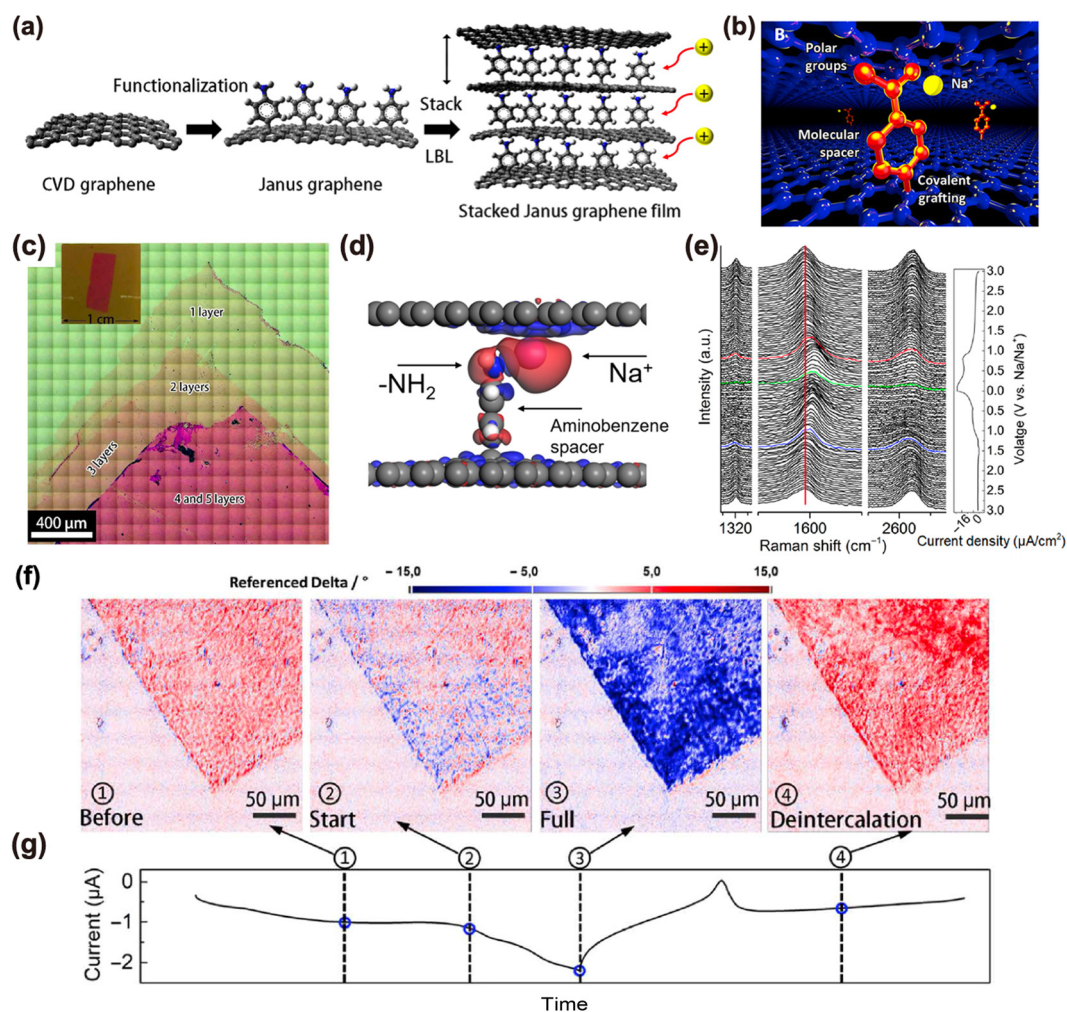 (a)
Functionalization
CVD graphene
Janus graphene
Stack
LBL
Stacked Janus graphene film
+
+
+
(b)
B
Polar
groups
Na⁺
Molecular
spacer
Covalent
grafting
(c)
1 cm
1 layer
2 layers
3 layers
4 and 5 layers
400 μm
(d)
-NH₂
Na⁺
Aminobenzene
spacer
(e)
Intensity (a.u.)
1320
1600
2600
Raman shift (cm⁻¹)
3.0
2.5
2.0
1.5
1.0
0.5
0.0
0.5
1.0
1.5
2.0
2.5
3.0
Volatge (V vs. Na/Na⁺)
-16
0
Current density (μA/cm²)
(f)
Referenced Delta / °
- 15,0
- 5,0
5,0
15,0
① Before
50 μm
② Start
50 μm
③ Full
50 μm
④ Deintercalation
50 μm
(g)
① ② ③ ④
Current (μA)
0
-1
-2
Time